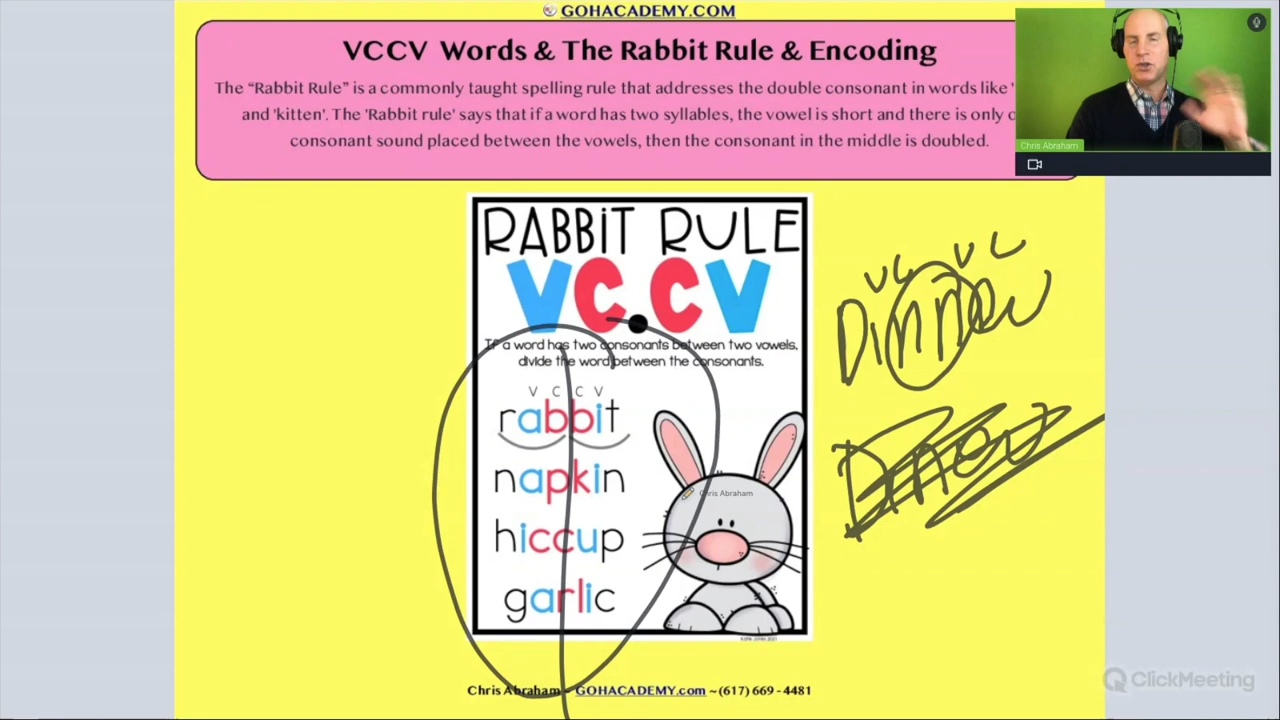 GOHACADEMY.COM
VCCV Words & The Rabbit Rule & Encoding
The “Rabbit Rule” is a commonly taught spelling rule that addresses the double consonant in words like '
and 'kitten'. The 'Rabbit rule' says that if a word has two syllables, the vowel is short and there is only o
consonant sound placed between the vowels, then the consonant in the middle is doubled.
Chris Abraham
RABBIT RULE
VC.CV
If a word has two consonants between two vowels,
divide the word between the consonants.
V C C V
rabbit
napkin
hiccup
garlic
Chris Abraham
VC VC
Dinner
Chris Abraham ~ GOHACADEMY.com ~(617) 669 - 4481
ClickMeeting